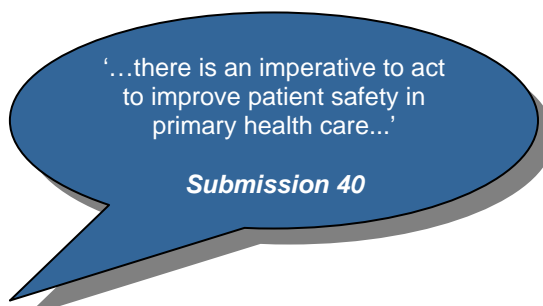 ‘…there is an imperative to act
to improve patient safety in
primary health care...’
Submission 40